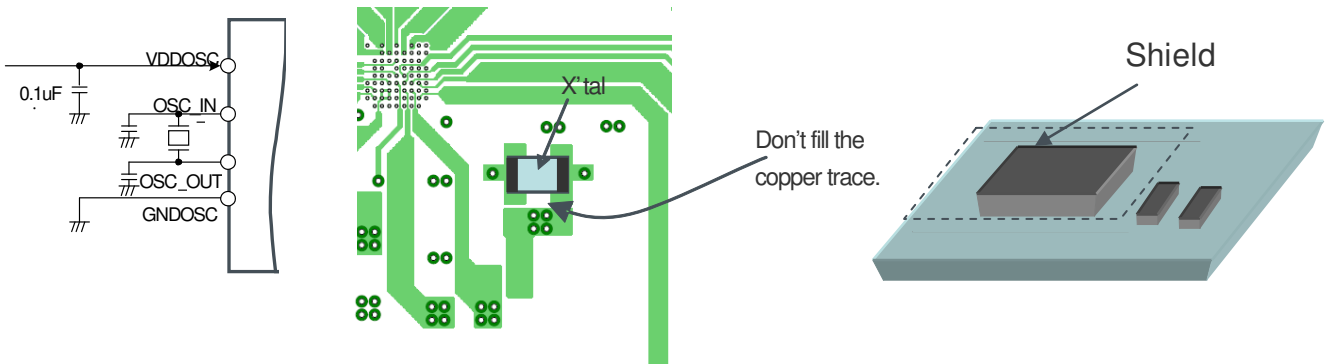 VDDOSC
0.1uF
OSC_IN
OSC_OUT
GNDOSC
X'tal
Don't fill the
copper trace.
Shield